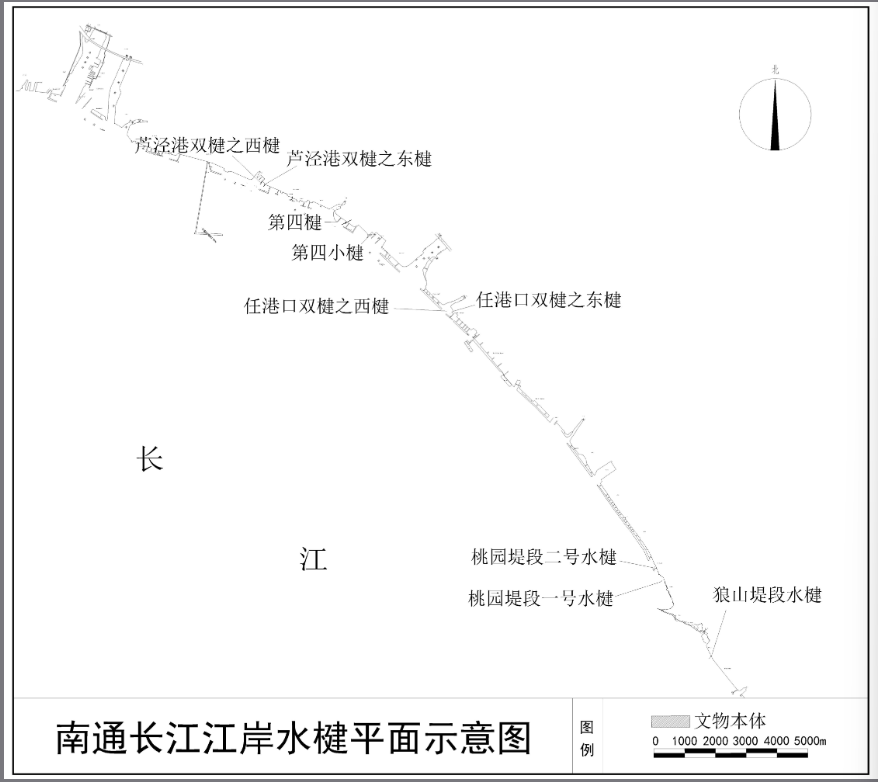 北
芦泾港双楗之西楗
芦泾港双楗之东楗
第四楗
第四小楗
任港口双楗之西楗
任港口双楗之东楗
长
江
桃园堤段二号水楗
桃园堤段一号水楗
狼山堤段水楗
南通长江江岸水楗平面示意图
图例
文物本体
0 1000 2000 3000 4000 5000m